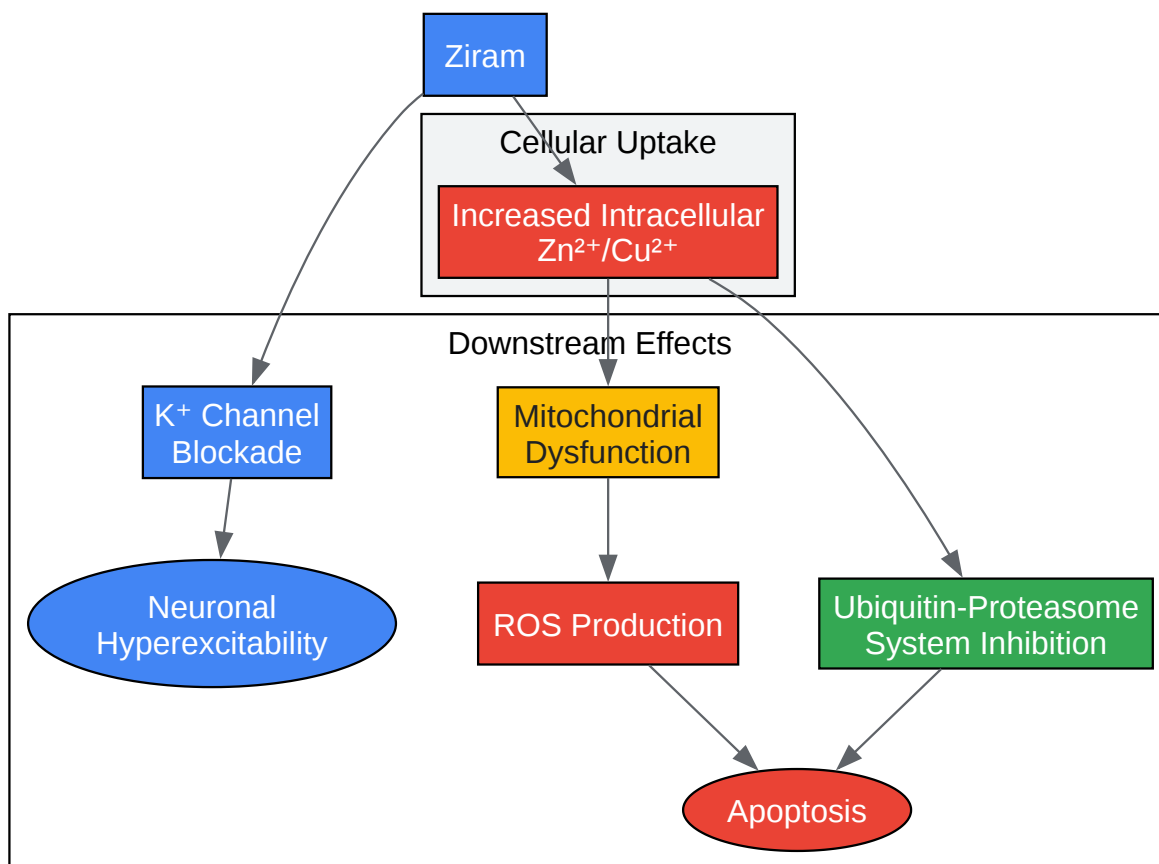 Ziram
Cellular Uptake
Increased Intracellular
Zn²⁺/Cu²⁺
Downstream Effects
K⁺ Channel
Blockade
Mitochondrial
Dysfunction
Neuronal
Hyperexcitability
ROS Production
Ubiquitin-Proteasome
System Inhibition
Apoptosis